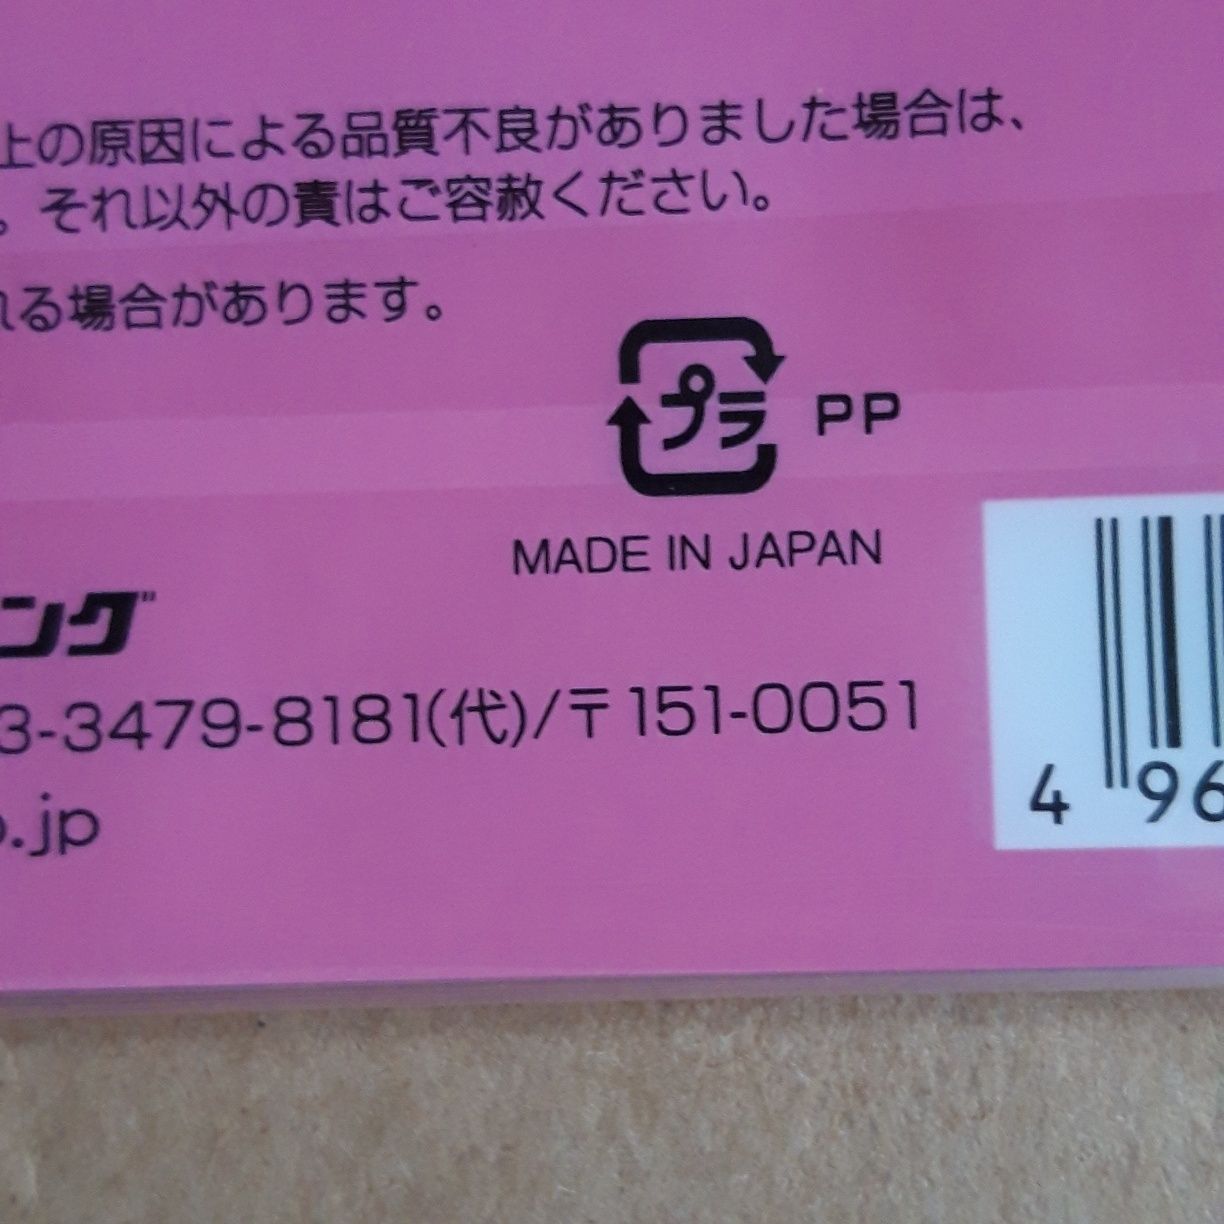 上の原因による品質不良がありました場合は、
。それ以外の責はご容赦ください。
れる場合があります。
プラ PP
MADE IN JAPAN
ング
3-3479-8181(代)/〒151-0051
4 96
o.jp